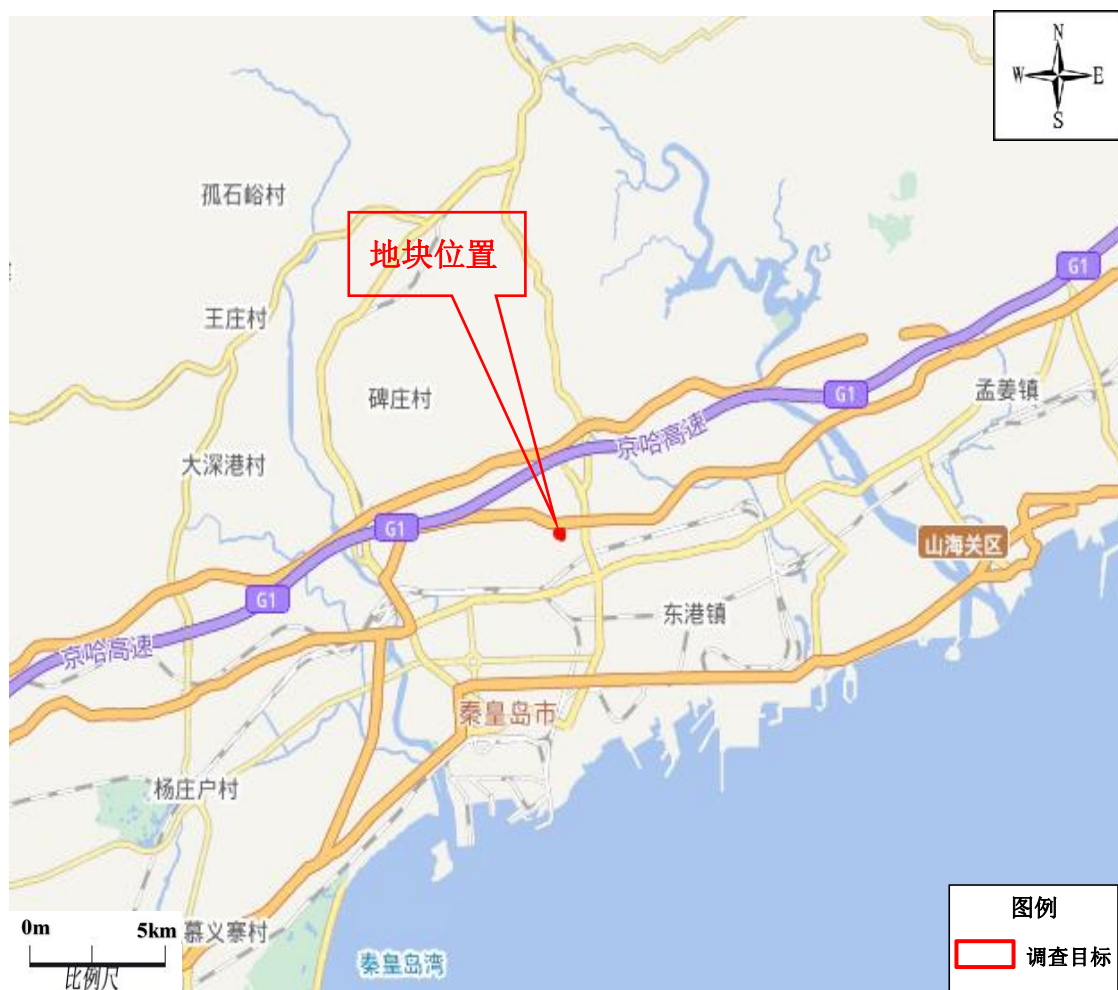 N
W
E
S
孤石峪村
地块位置
G1
王庄村
碑庄村
G1
孟姜镇
京哈高速
大深港村
G1
山海关区
G1
东港镇
京哈高速
秦皇岛市
杨庄户村
图例
0m
5km
慕义寨村
调查目标
秦皇岛湾
比例尺